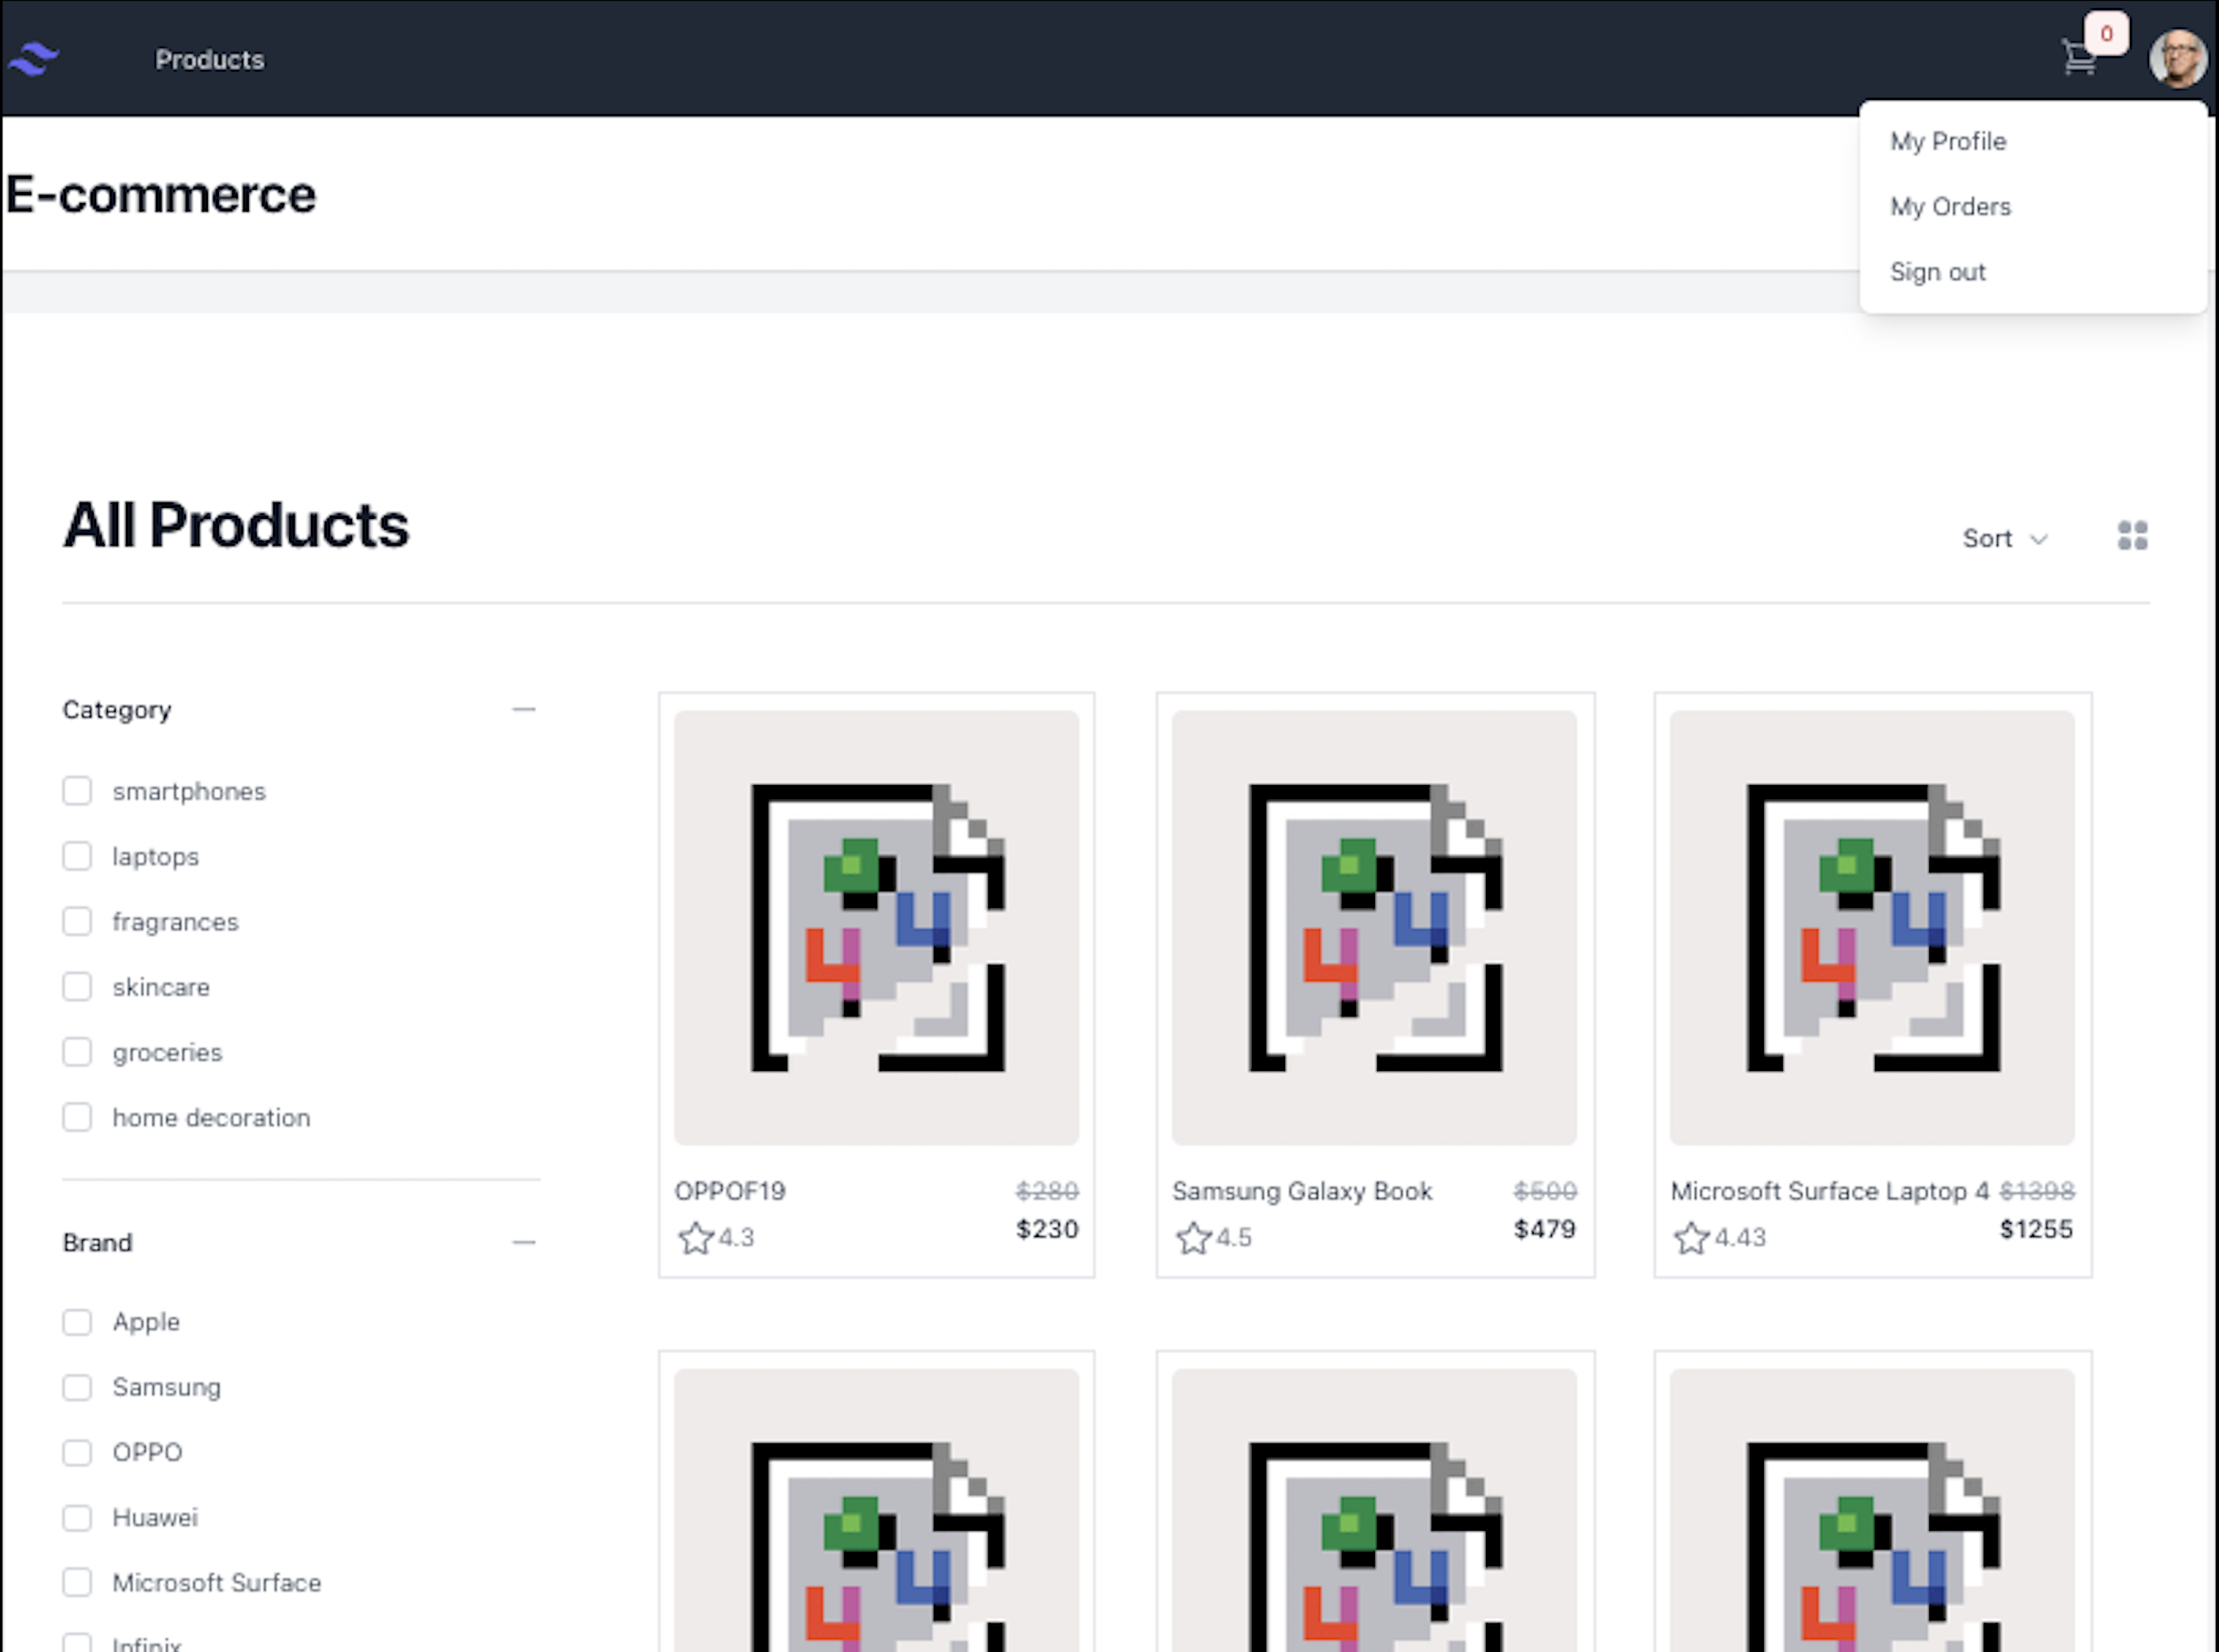 Products
0
My Profile
My Orders
Sign out
E-commerce
All Products
Sort
Category
smartphones
laptops
fragrances
skincare
groceries
home decoration
Brand
Apple
Samsung
OPPO
Huawei
Microsoft Surface
Infinix
OPPOF19 $280
4.3 $230
Samsung Galaxy Book $500
4.5 $479
Microsoft Surface Laptop 4 $1398
4.43 $1255